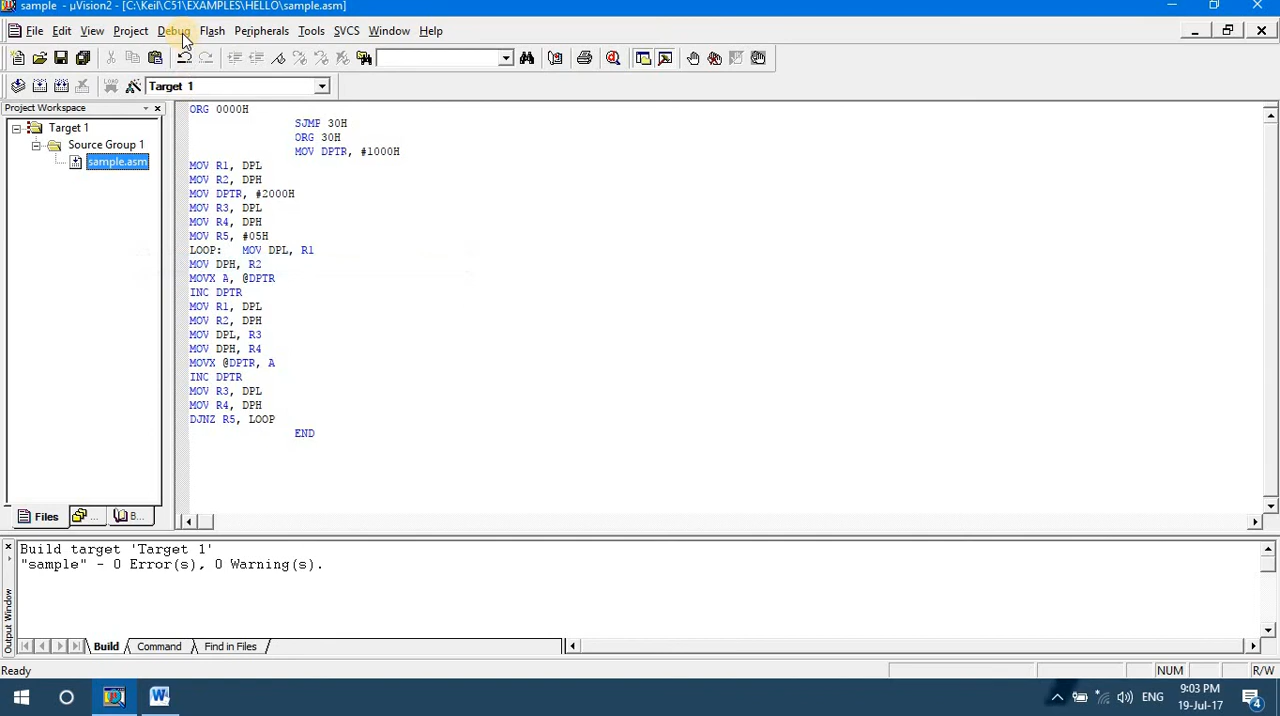 sample - µVision2 - [C:\Keil\C51\EXAMPLES\HELLO\sample.asm]
File Edit View Project Debug Flash Peripherals Tools SVCS Window Help
LOAD Target 1
Project Workspace
Target 1
Source Group 1
sample.asm
ORG 0000H
SJMP 30H
ORG 30H
MOV DPTR, #1000H
MOV R1, DPL
MOV R2, DPH
MOV DPTR, #2000H
MOV R3, DPL
MOV R4, DPH
MOV R5, #05H
LOOP: MOV DPL, R1
MOV DPH, R2
MOVX A, @DPTR
INC DPTR
MOV R1, DPL
MOV R2, DPH
MOV DPL, R3
MOV DPH, R4
MOVX @DPTR, A
INC DPTR
MOV R3, DPL
MOV R4, DPH
DJNZ R5, LOOP
END
Files ... B...
Build target 'Target 1'
"sample" - 0 Error(s), 0 Warning(s).
Output Window
Build Command Find in Files
Ready NUM R/W
ENG 9:03 PM
19-Jul-17 4